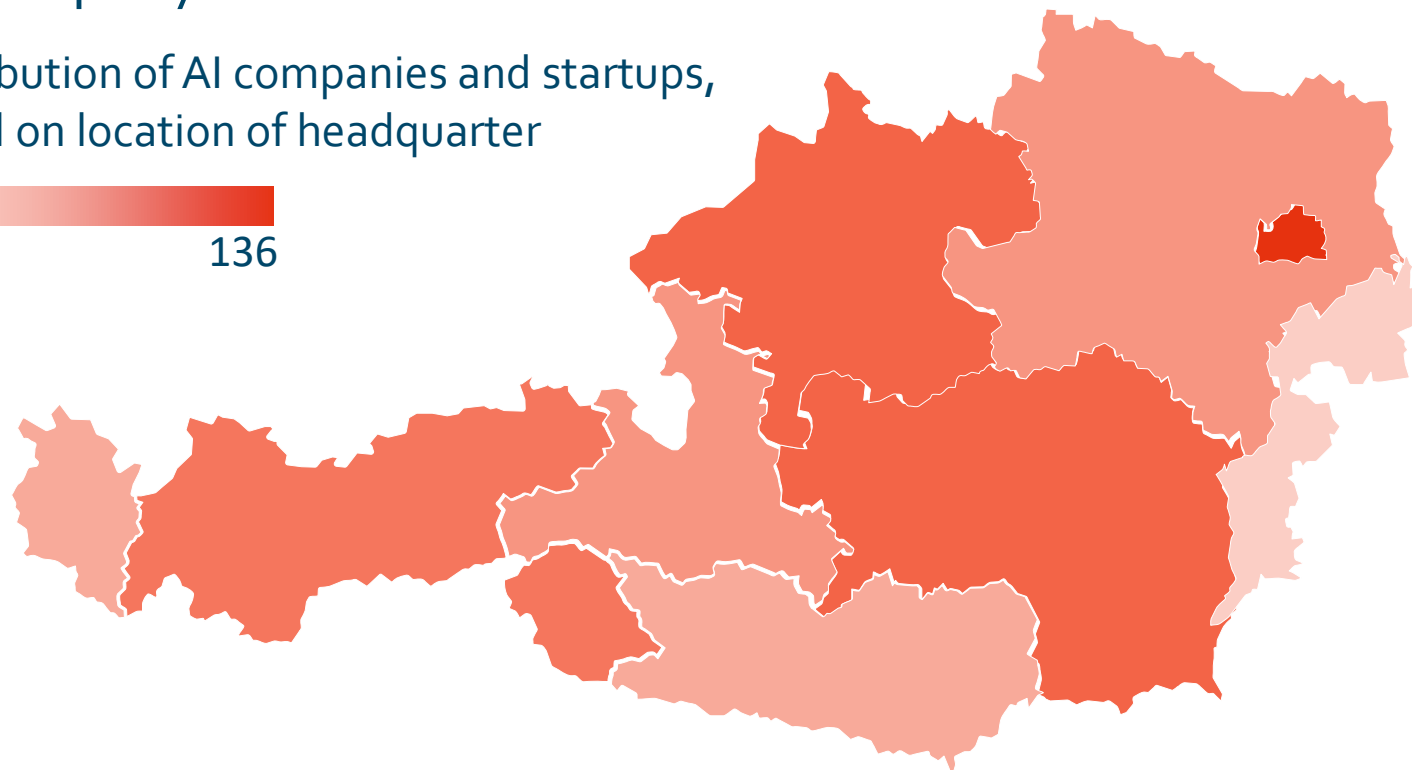 bution of AI companies and startups,
on location of headquarter
136